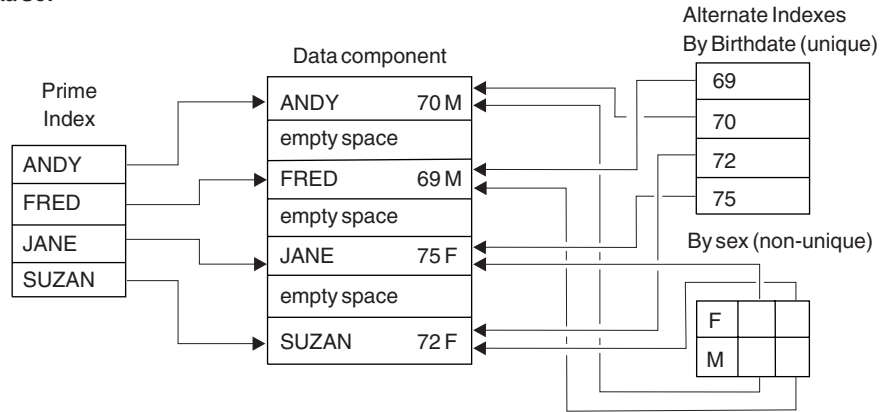 Alternate Indexes
By Birthdate (unique)
Data component
Prime
Index
ANDY
FRED
JANE
SUZAN
ANDY 70 M
empty space
FRED 69 M
empty space
JANE 75 F
empty space
SUZAN 72 F
69
70
72
75
By sex (non-unique)
F
M